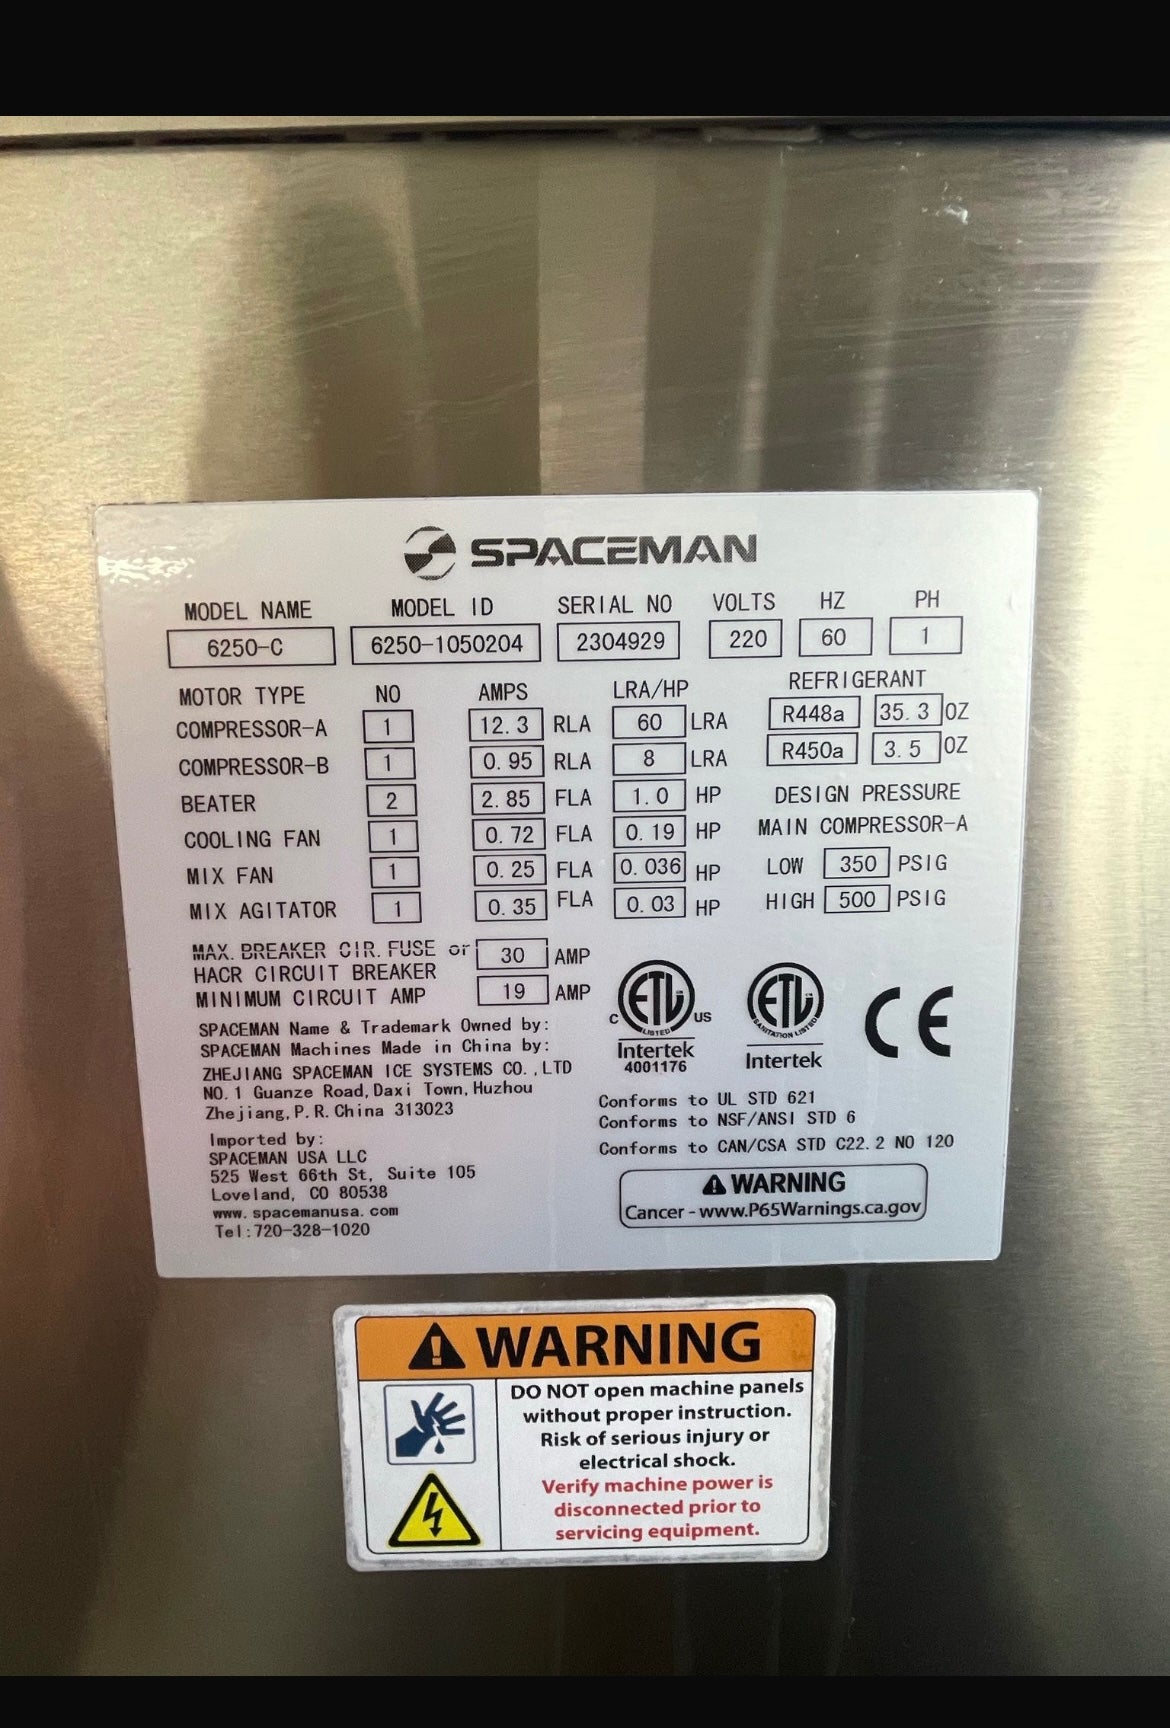 SPACEMAN
MODEL NAME MODEL ID SERIAL NO VOLTS HZ PH
6250-C 6250-1050204 2304929 220 60 1
MOTOR TYPE NO AMPS LRA/HP REFRIGERANT
COMPRESSOR-A 1 12.3 RLA 60 LRA R448a 35.3 OZ
COMPRESSOR-B 1 0.95 RLA 8 LRA R450a 3.5 OZ
BEATER 2 2.85 FLA 1.0 HP DESIGN PRESSURE
COOLING FAN 1 0.72 FLA 0.19 HP MAIN COMPRESSOR-A
MIX FAN 1 0.25 FLA 0.036 HP LOW 350 PSIG
MIX AGITATOR 1 0.35 FLA 0.03 HP HIGH 500 PSIG
MAX. BREAKER CIR. FUSE or 30 AMP
HACR CIRCUIT BREAKER
MINIMUM CIRCUIT AMP 19 AMP
SPACEMAN Name & Trademark Owned by:
SPACEMAN Machines Made in China by:
ZHEJIANG SPACEMAN ICE SYSTEMS CO.,LTD
NO.1 Guanze Road,Daxi Town,Huzhou
Zhejiang,P.R.China 313023
Imported by:
SPACEMAN USA LLC
525 West 66th St, Suite 105
Loveland, CO 80538
www.spacemanusa.com
Tel:720-328-1020
C ETL US
LISTED
Intertek
4001176
ETL
SANITATION LISTED
Intertek
CE
Conforms to UL STD 621
Conforms to NSF/ANSI STD 6
Conforms to CAN/CSA STD C22.2 NO 120
WARNING
Cancer - www.P65Warnings.ca.gov
WARNING
DO NOT open machine panels
without proper instruction.
Risk of serious injury or
electrical shock.
Verify machine power is
disconnected prior to
servicing equipment.